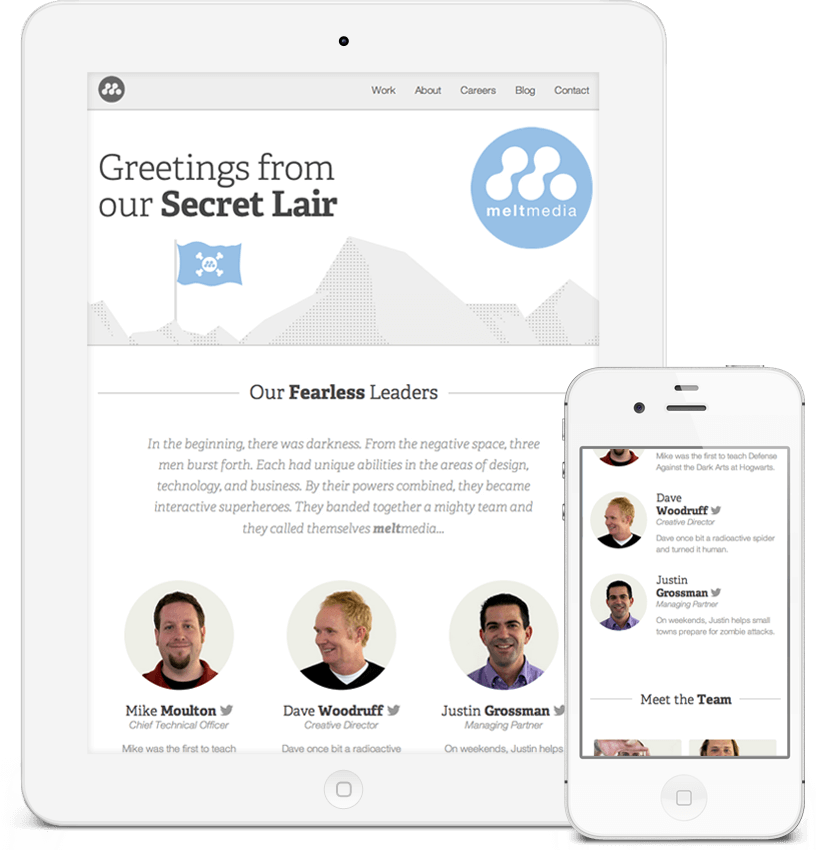 Work About Careers Blog Contact
Greetings from
our Secret Lair
meltmedia
Our Fearless Leaders
In the beginning, there was darkness. From the negative space, three
men burst forth. Each had unique abilities in the areas of design,
technology, and business. By their powers combined, they became
interactive superheroes. They banded together a mighty team and
they called themselves meltmedia...
Mike Moulton
Chief Technical Officer
Mike was the first to teach
Dave Woodruff
Creative Director
Dave once bit a radioactive
Justin Grossman
Managing Partner
On weekends, Justin helps
Mike was the first to teach Defense
Against the Dark Arts at Hogwarts.
Dave
Woodruff
Creative Director
Dave once bit a radioactive spider
and turned it human.
Justin
Grossman
Managing Partner
On weekends, Justin helps small
towns prepare for zombie attacks.
Meet the Team